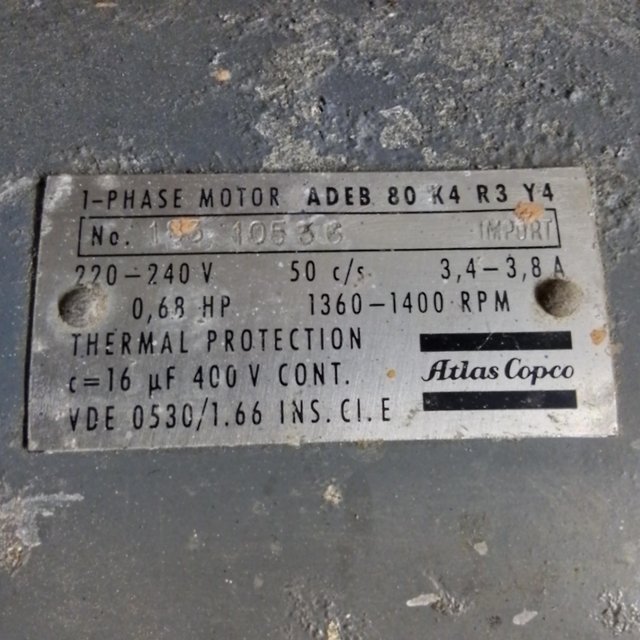 1-PHASE MOTOR ADEB 80 K4 R3 Y4
No. IMPORT
220-240 V 50 c/s 3,4-3,8 A
0,68 HP 1360-1400 RPM
THERMAL PROTECTION
c=16 µF 400 V CONT.
Atlas Copco
VDE 0530/1.66 INS. Cl. E